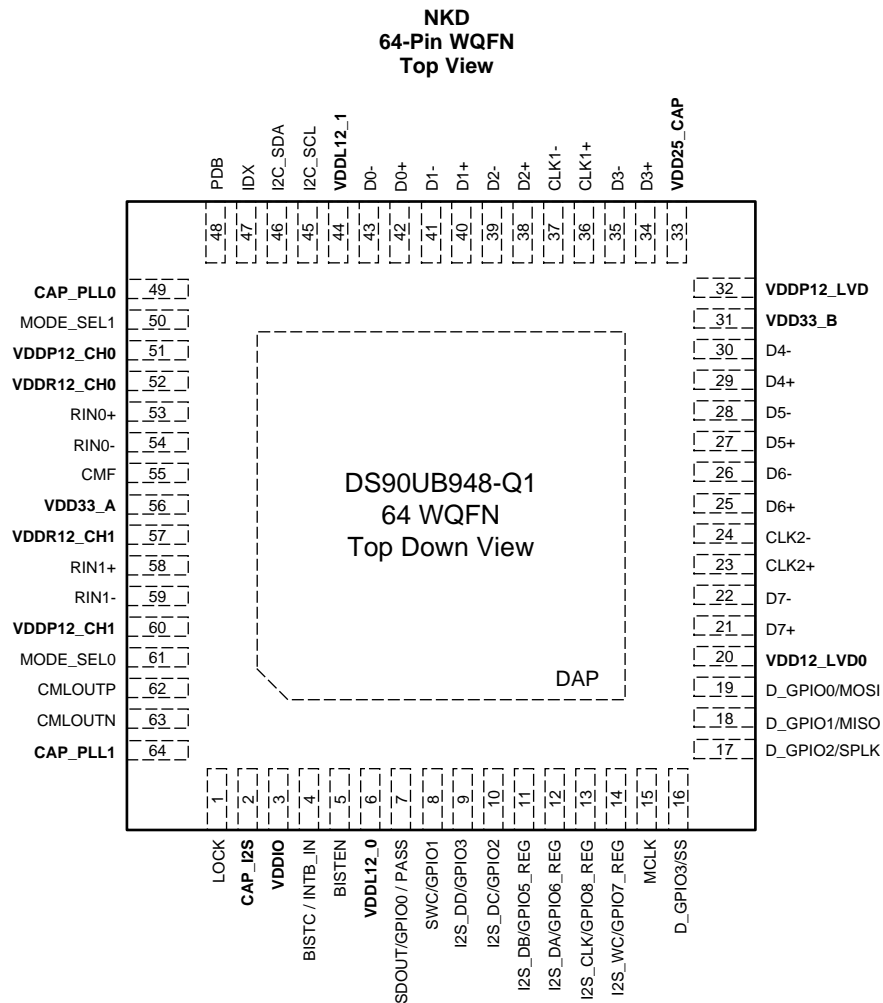 NKD
64-Pin WQFN
Top View
PDB
IDX
I2C_SDA
I2C_SCL
VDDL12_1
D0-
D0+
D1-
D1+
D2-
D2+
CLK1-
CLK1+
D3-
D3+
VDD25_CAP
48
47
46
45
44
43
42
41
40
39
38
37
36
35
34
33
CAP_PLL0 49
MODE_SEL1 50
VDDP12_CH0 51
VDDR12_CH0 52
RIN0+ 53
RIN0- 54
CMF 55
VDD33_A 56
VDDR12_CH1 57
RIN1+ 58
RIN1- 59
VDDP12_CH1 60
MODE_SEL0 61
CMLOUTP 62
CMLOUTN 63
CAP_PLL1 64
DS90UB948-Q1
64 WQFN
Top Down View
DAP
32 VDDP12_LVD
31 VDD33_B
30 D4-
29 D4+
28 D5-
27 D5+
26 D6-
25 D6+
24 CLK2-
23 CLK2+
22 D7-
21 D7+
20 VDD12_LVD0
19 D_GPIO0/MOSI
18 D_GPIO1/MISO
17 D_GPIO2/SPLK
1
2
3
4
5
6
7
8
9
10
11
12
13
14
15
16
LOCK
CAP_I2S
VDDIO
BISTC / INTB_IN
BISTEN
VDDL12_0
SDOUT/GPIO0 / PASS
SWC/GPIO1
I2S_DD/GPIO3
I2S_DC/GPIO2
I2S_DB/GPIO5_REG
I2S_DA/GPIO6_REG
I2S_CLK/GPIO8_REG
I2S_WC/GPIO7_REG
MCLK
D_GPIO3/SS